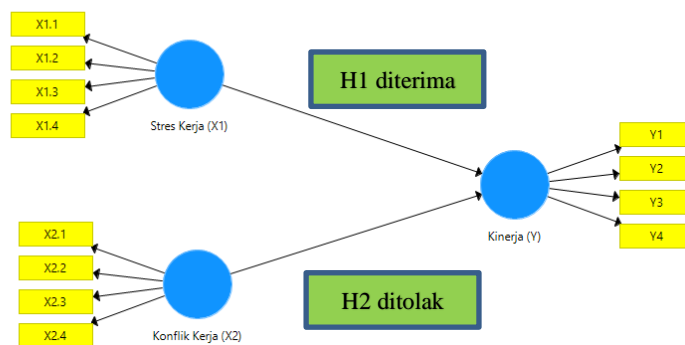 X1.1
X1.2
X1.3
X1.4
Stres Kerja (X1)
H1 diterima
Y1
Y2
Y3
Y4
Kinerja (Y)
X2.1
X2.2
X2.3
X2.4
Konflik Kerja (X2)
H2 ditolak